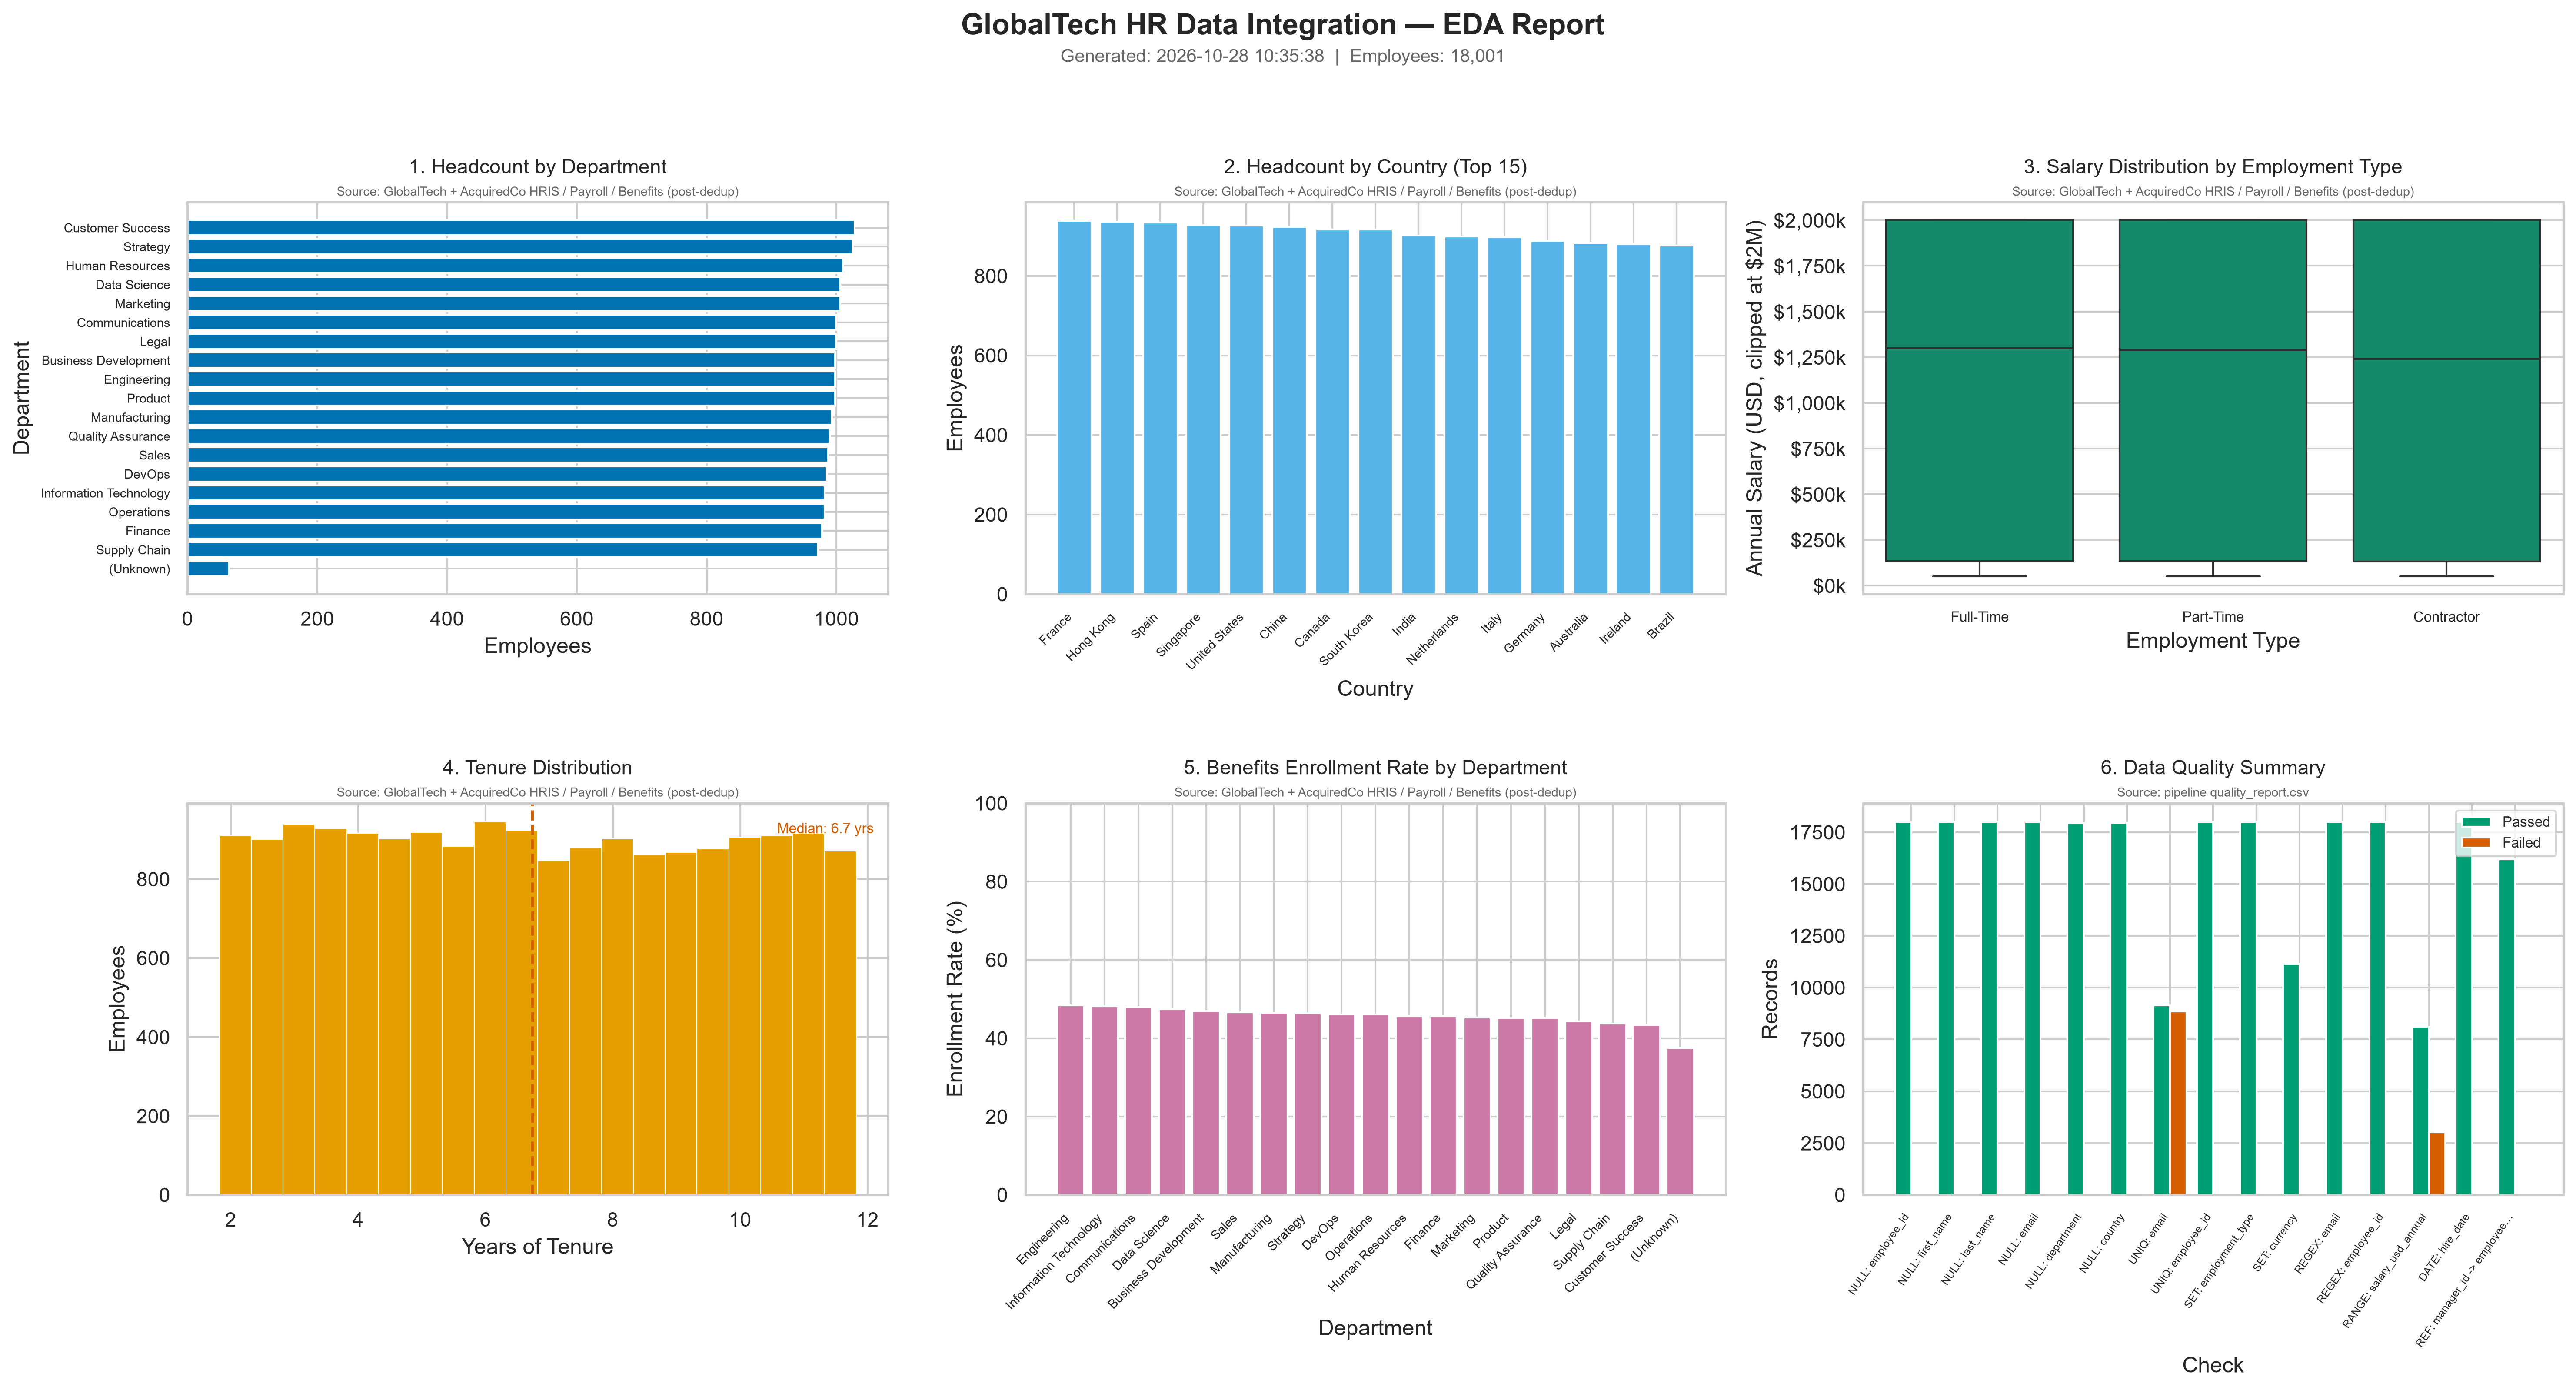 GlobalTech HR Data Integration — EDA Report
Generated: 2026-10-28 10:35:38 | Employees: 18,001
1. Headcount by Department
Source: GlobalTech + AcquiredCo HRIS / Payroll / Benefits (post-dedup)
Department
Customer Success
Strategy
Human Resources
Data Science
Marketing
Communications
Legal
Business Development
Engineering
Product
Manufacturing
Quality Assurance
Sales
DevOps
Information Technology
Operations
Finance
Supply Chain
(Unknown)
0 200 400 600 800 1000
Employees
2. Headcount by Country (Top 15)
Source: GlobalTech + AcquiredCo HRIS / Payroll / Benefits (post-dedup)
Employees
800
600
400
200
0
France
Hong Kong
Spain
Singapore
United States
China
Canada
South Korea
India
Netherlands
Italy
Germany
Australia
Ireland
Brazil
Country
3. Salary Distribution by Employment Type
Source: GlobalTech + AcquiredCo HRIS / Payroll / Benefits (post-dedup)
Annual Salary (USD, clipped at $2M)
$2,000k
$1,750k
$1,500k
$1,250k
$1,000k
$750k
$500k
$250k
$0k
Full-Time Part-Time Contractor
Employment Type
4. Tenure Distribution
Source: GlobalTech + AcquiredCo HRIS / Payroll / Benefits (post-dedup)
Median: 6.7 yrs
Employees
800
600
400
200
0
2 4 6 8 10 12
Years of Tenure
5. Benefits Enrollment Rate by Department
Source: GlobalTech + AcquiredCo HRIS / Payroll / Benefits (post-dedup)
Enrollment Rate (%)
100
80
60
40
20
0
Engineering
Information Technology
Communications
Data Science
Business Development
Sales
Manufacturing
Strategy
DevOps
Operations
Human Resources
Finance
Marketing
Product
Quality Assurance
Legal
Supply Chain
Customer Success
(Unknown)
Department
6. Data Quality Summary
Source: pipeline quality_report.csv
Passed
Failed
Records
17500
15000
12500
10000
7500
5000
2500
0
NULL: employee_id
NULL: first_name
NULL: last_name
NULL: email
NULL: department
NULL: country
UNIQ: email
UNIQ: employee_id
SET: employment_type
SET: currency
REGEX: email
REGEX: employee_id
RANGE: salary_usd_annual
DATE: hire_date
REF: manager_id -> employee...
Check